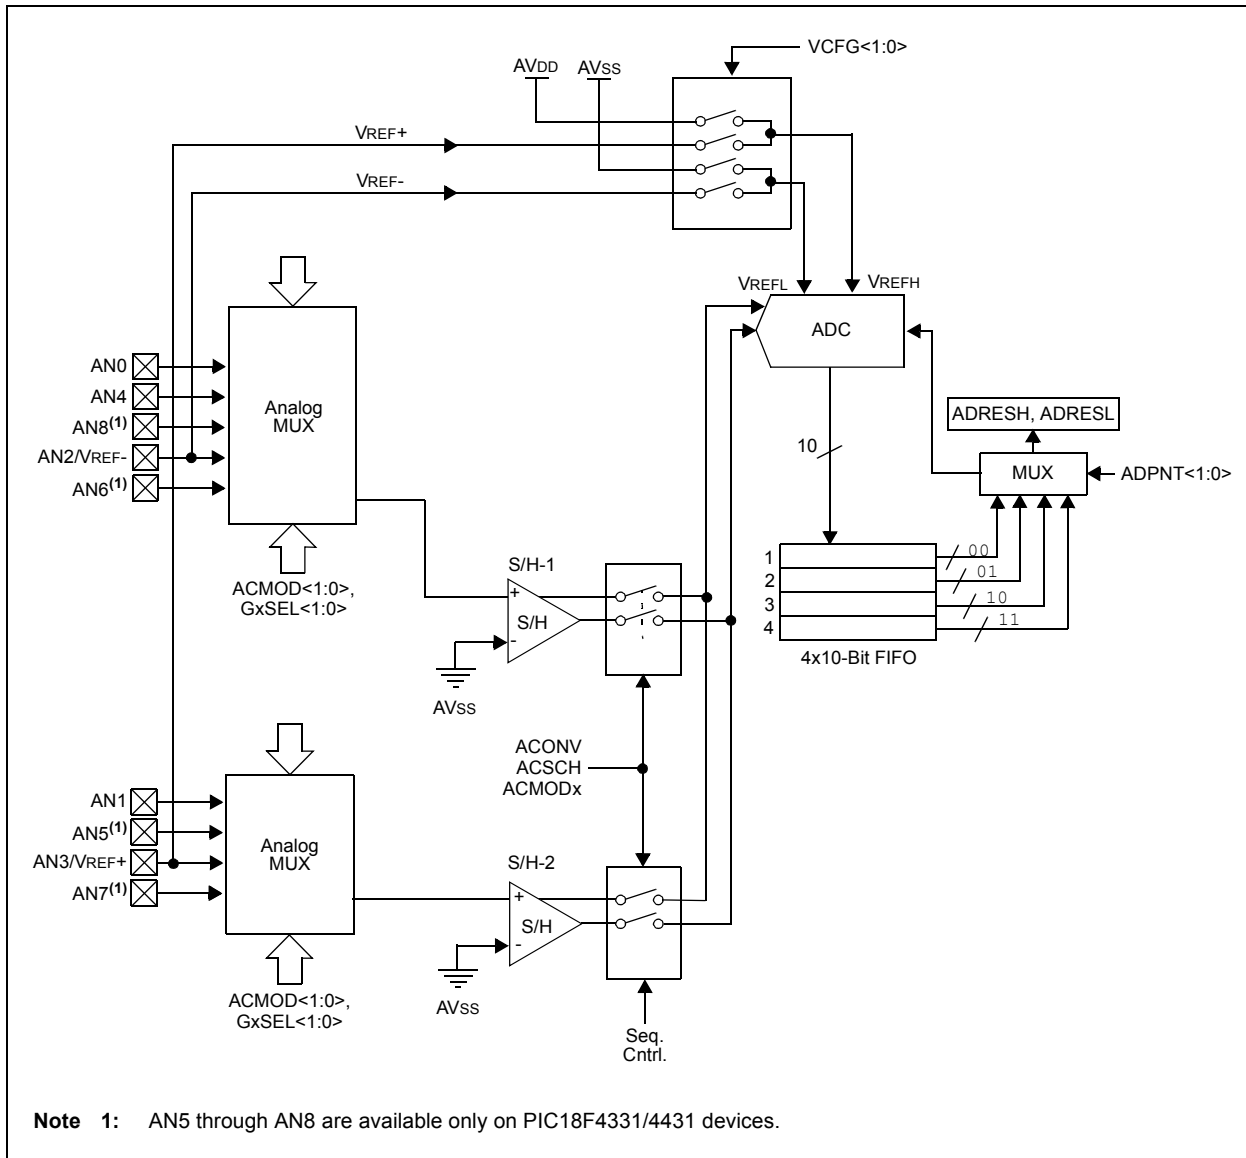 VCFG<1:0>
AVDD
AVSS
VREF+
VREF-
VREFL
VREFH
ADC
AN0
AN4
AN8(1)
AN2/VREF-
AN6(1)
Analog
MUX
ACMOD<1:0>,
GxSEL<1:0>
10
ADRESH, ADRESL
MUX
ADPNT<1:0>
1
2
3
4
00
01
10
11
4x10-Bit FIFO
S/H-1
+
S/H
-
AVSS
ACONV
ACSCH
ACMODx
AN1
AN5(1)
AN3/VREF+
AN7(1)
Analog
MUX
ACMOD<1:0>,
GxSEL<1:0>
S/H-2
+
S/H
-
AVSS
Seq.
Cntrl.
Note 1: AN5 through AN8 are available only on PIC18F4331/4431 devices.